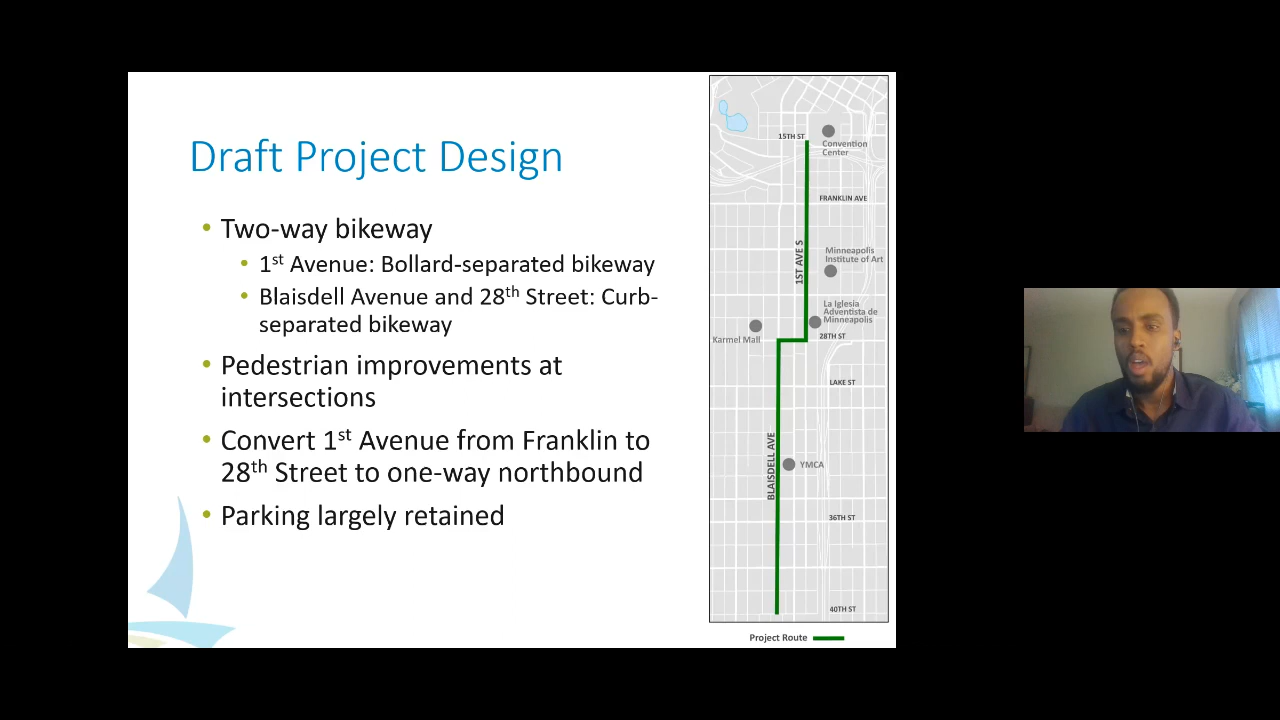 Draft Project Design
• Two-way bikeway
• 1st Avenue: Bollard-separated bikeway
• Blaisdell Avenue and 28th Street: Curb-
separated bikeway
• Pedestrian improvements at
intersections
• Convert 1st Avenue from Franklin to
28th Street to one-way northbound
• Parking largely retained
15TH ST
Convention
Center
FRANKLIN AVE
1ST AVE S
Minneapolis
Institute of Art
La Iglesia
Adventista de
Minneapolis
Karmel Mall
28TH ST
LAKE ST
BLAISDELL AVE
YMCA
36TH ST
40TH ST
Project Route